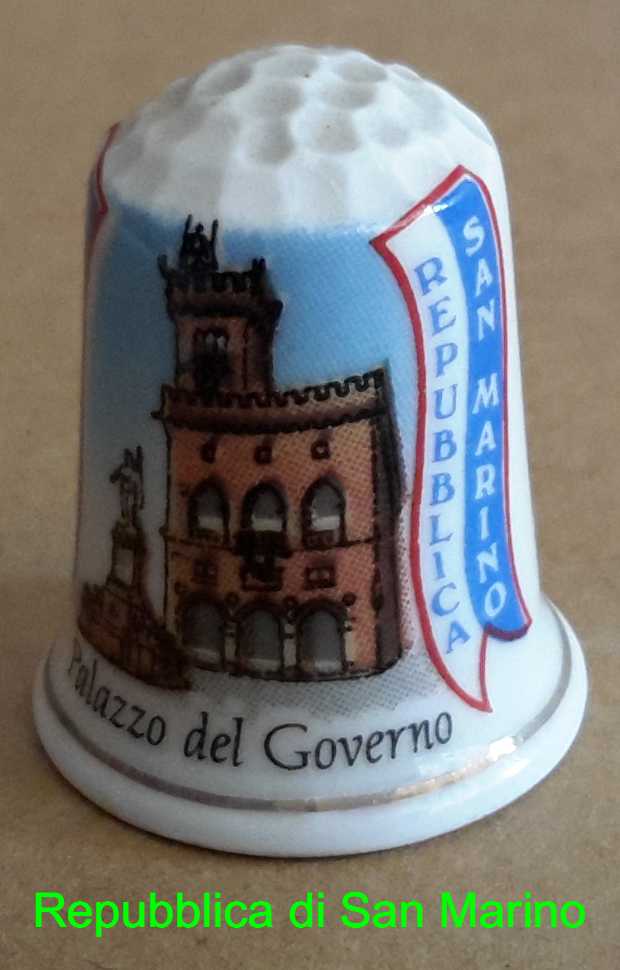 REPUBBLICA
SAN MARINO
Palazzo del Governo
Repubblica di San Marino